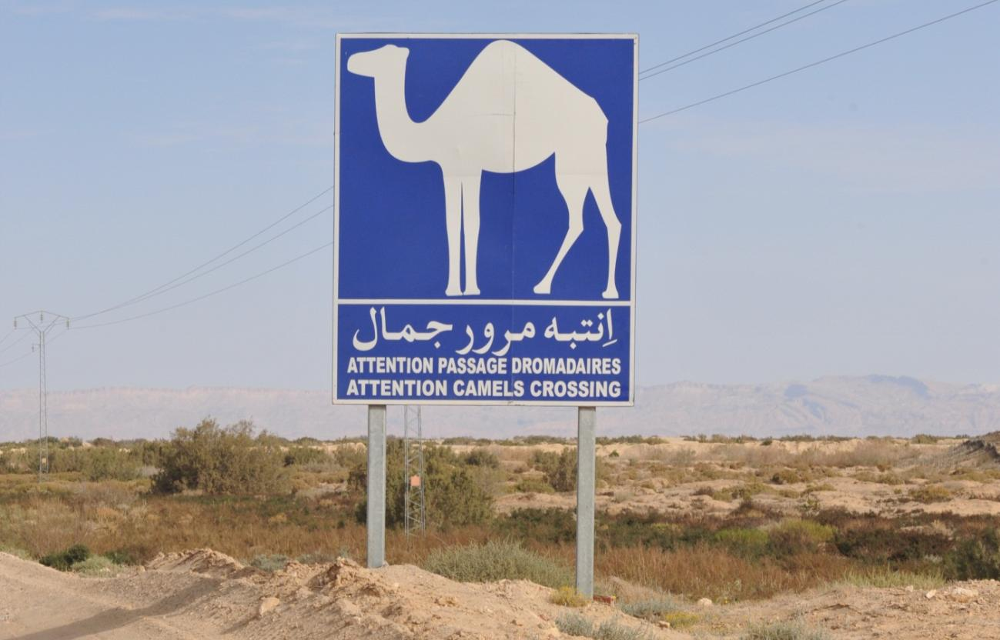 إنتبه مرور جمال
ATTENTION PASSAGE DROMADAIRES
ATTENTION CAMELS CROSSING